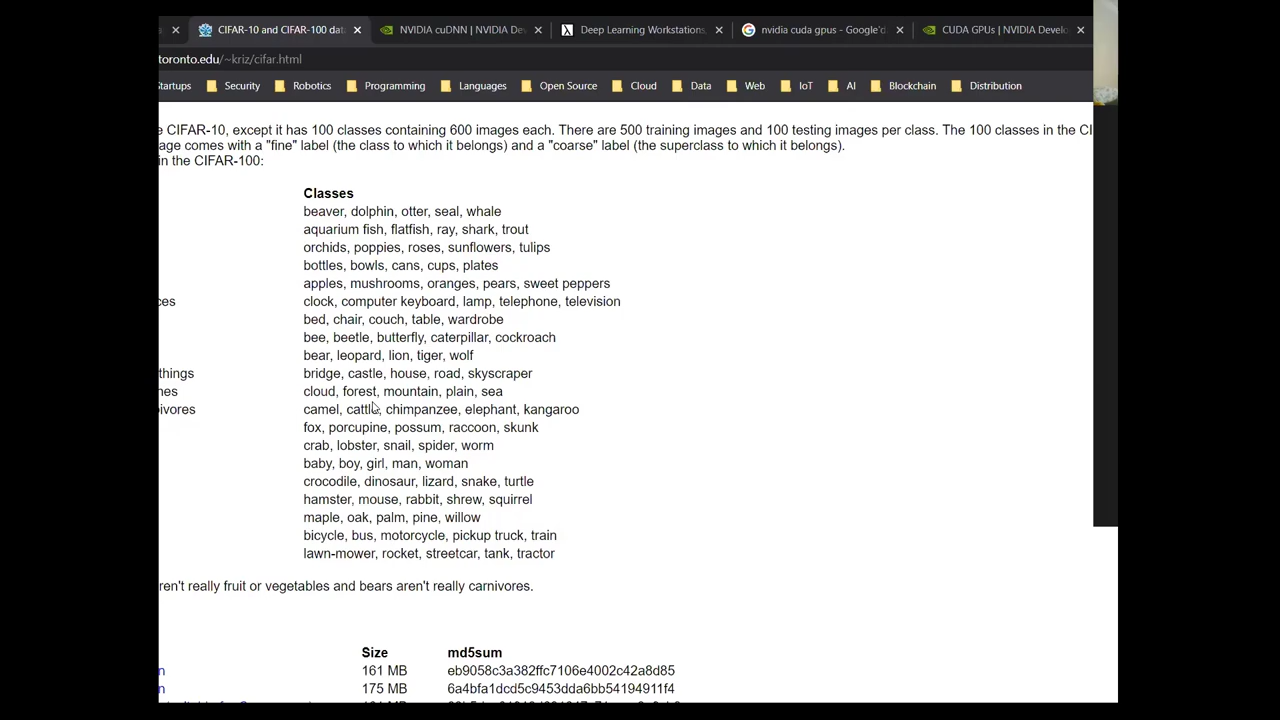 CIFAR-10 and CIFAR-100 dat
NVIDIA cuDNN | NVIDIA De
Deep Learning Workstations,
nvidia cuda gpus - Google'd
CUDA GPUs | NVIDIA Develo
toronto.edu/~kriz/cifar.html
tartups Security Robotics Programming Languages Open Source Cloud Data Web IoT AI Blockchain Distribution
e CIFAR-10, except it has 100 classes containing 600 images each. There are 500 training images and 100 testing images per class. The 100 classes in the CI
age comes with a "fine" label (the class to which it belongs) and a "coarse" label (the superclass to which it belongs).
in the CIFAR-100:
Classes
beaver, dolphin, otter, seal, whale
aquarium fish, flatfish, ray, shark, trout
orchids, poppies, roses, sunflowers, tulips
bottles, bowls, cans, cups, plates
apples, mushrooms, oranges, pears, sweet peppers
ces clock, computer keyboard, lamp, telephone, television
bed, chair, couch, table, wardrobe
bee, beetle, butterfly, caterpillar, cockroach
bear, leopard, lion, tiger, wolf
things bridge, castle, house, road, skyscraper
nes cloud, forest, mountain, plain, sea
ivores camel, cattle, chimpanzee, elephant, kangaroo
fox, porcupine, possum, raccoon, skunk
crab, lobster, snail, spider, worm
baby, boy, girl, man, woman
crocodile, dinosaur, lizard, snake, turtle
hamster, mouse, rabbit, shrew, squirrel
maple, oak, palm, pine, willow
bicycle, bus, motorcycle, pickup truck, train
lawn-mower, rocket, streetcar, tank, tractor
ren't really fruit or vegetables and bears aren't really carnivores.
Size md5sum
n 161 MB eb9058c3a382ffc7106e4002c42a8d85
n 175 MB 6a4bfa1dcd5c9453dda6bb54194911f4